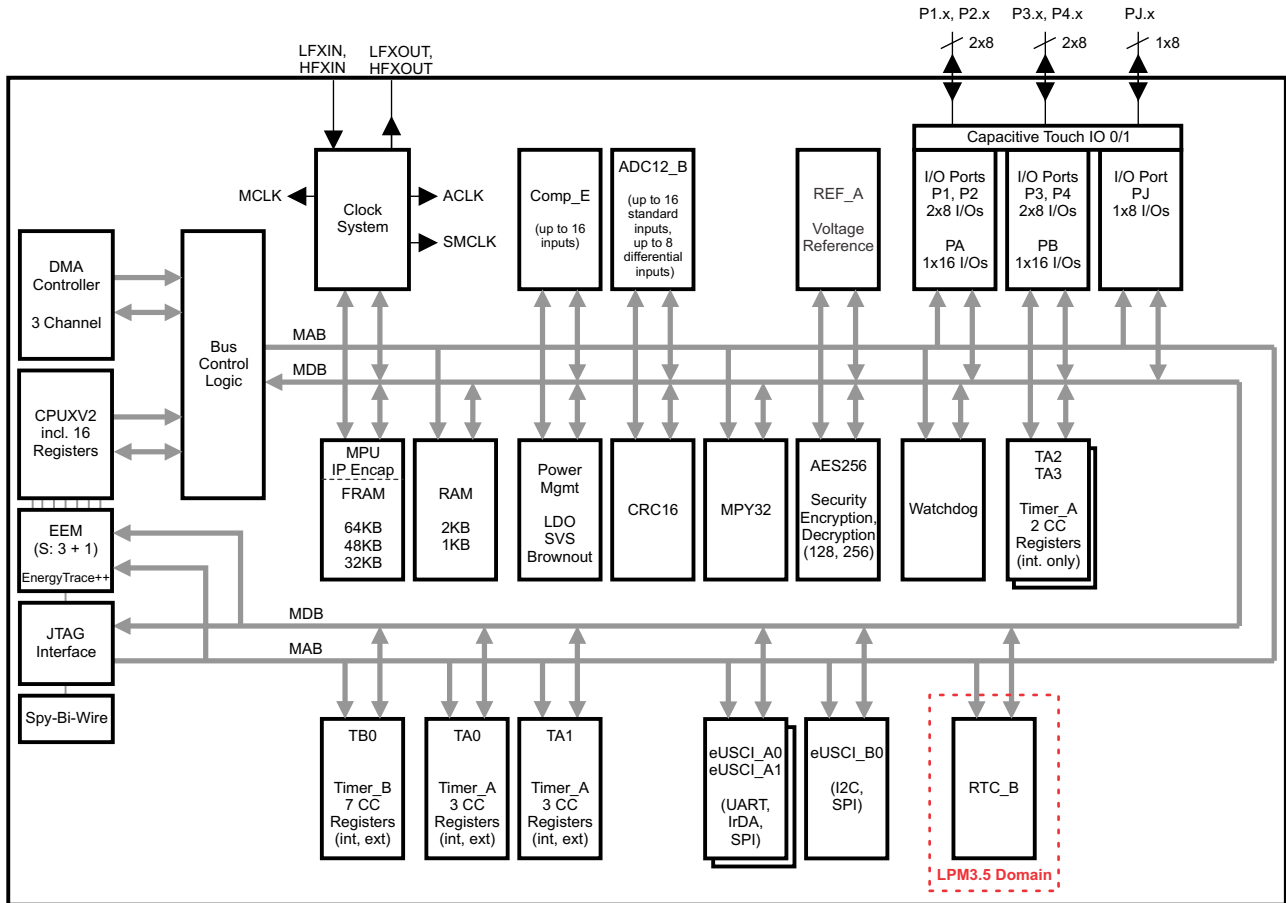 P1.x, P2.x
P3.x, P4.x
PJ.x
2x8
2x8
1x8
LFXIN,
HFXIN
LFXOUT,
HFXOUT
Capacitive Touch IO 0/1
MCLK
Clock
System
ACLK
SMCLK
Comp_E
(up to 16
inputs)
ADC12_B
(up to 16
standard
inputs,
up to 8
differential
inputs)
REF_A
Voltage
Reference
I/O Ports
P1, P2
2x8 I/Os
PA
1x16 I/Os
I/O Ports
P3, P4
2x8 I/Os
PB
1x16 I/Os
I/O Port
PJ
1x8 I/Os
DMA
Controller
3 Channel
Bus
Control
Logic
MAB
MDB
CPUXV2
incl. 16
Registers
MPU
IP Encap
FRAM
64KB
48KB
32KB
RAM
2KB
1KB
Power
Mgmt
LDO
SVS
Brownout
CRC16
MPY32
AES256
Security
Encryption,
Decryption
(128, 256)
Watchdog
TA2
TA3
Timer_A
2 CC
Registers
(int. only)
EEM
(S: 3 + 1)
EnergyTrace++
MDB
JTAG
Interface
MAB
Spy-Bi-Wire
TB0
Timer_B
7 CC
Registers
(int, ext)
TA0
Timer_A
3 CC
Registers
(int, ext)
TA1
Timer_A
3 CC
Registers
(int, ext)
eUSCI_A0
eUSCI_A1
(UART,
IrDA,
SPI)
eUSCI_B0
(I2C,
SPI)
RTC_B
LPM3.5 Domain